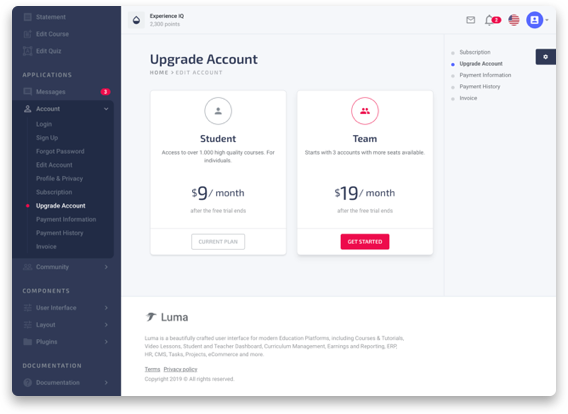 Statement
Edit Course
Edit Quiz
APPLICATIONS
Messages 3
Account
Login
Sign Up
Forgot Password
Edit Account
Profile & Privacy
Subscription
Upgrade Account
Payment Information
Payment History
Invoice
Community
COMPONENTS
User Interface
Layout
Plugins
DOCUMENTATION
Documentation
Experience IQ
2,300 points
3
Upgrade Account
HOME > EDIT ACCOUNT
Student
Access to over 1.000 high quality courses. For
individuals.
$9/ month
after the free trial ends
CURRENT PLAN
Team
Starts with 3 accounts with more seats available.
$19/ month
after the free trial ends
GET STARTED
Subscription
Upgrade Account
Payment Information
Payment History
Invoice
Luma
Luma is a beautifully crafted user interface for modern Education Platforms, including Courses & Tutorials,
Video Lessons, Student and Teacher Dashboard, Curriculum Management, Earnings and Reporting, ERP,
HR, CMS, Tasks, Projects, eCommerce and more.
Terms Privacy policy
Copyright 2019 © All rights reserved.